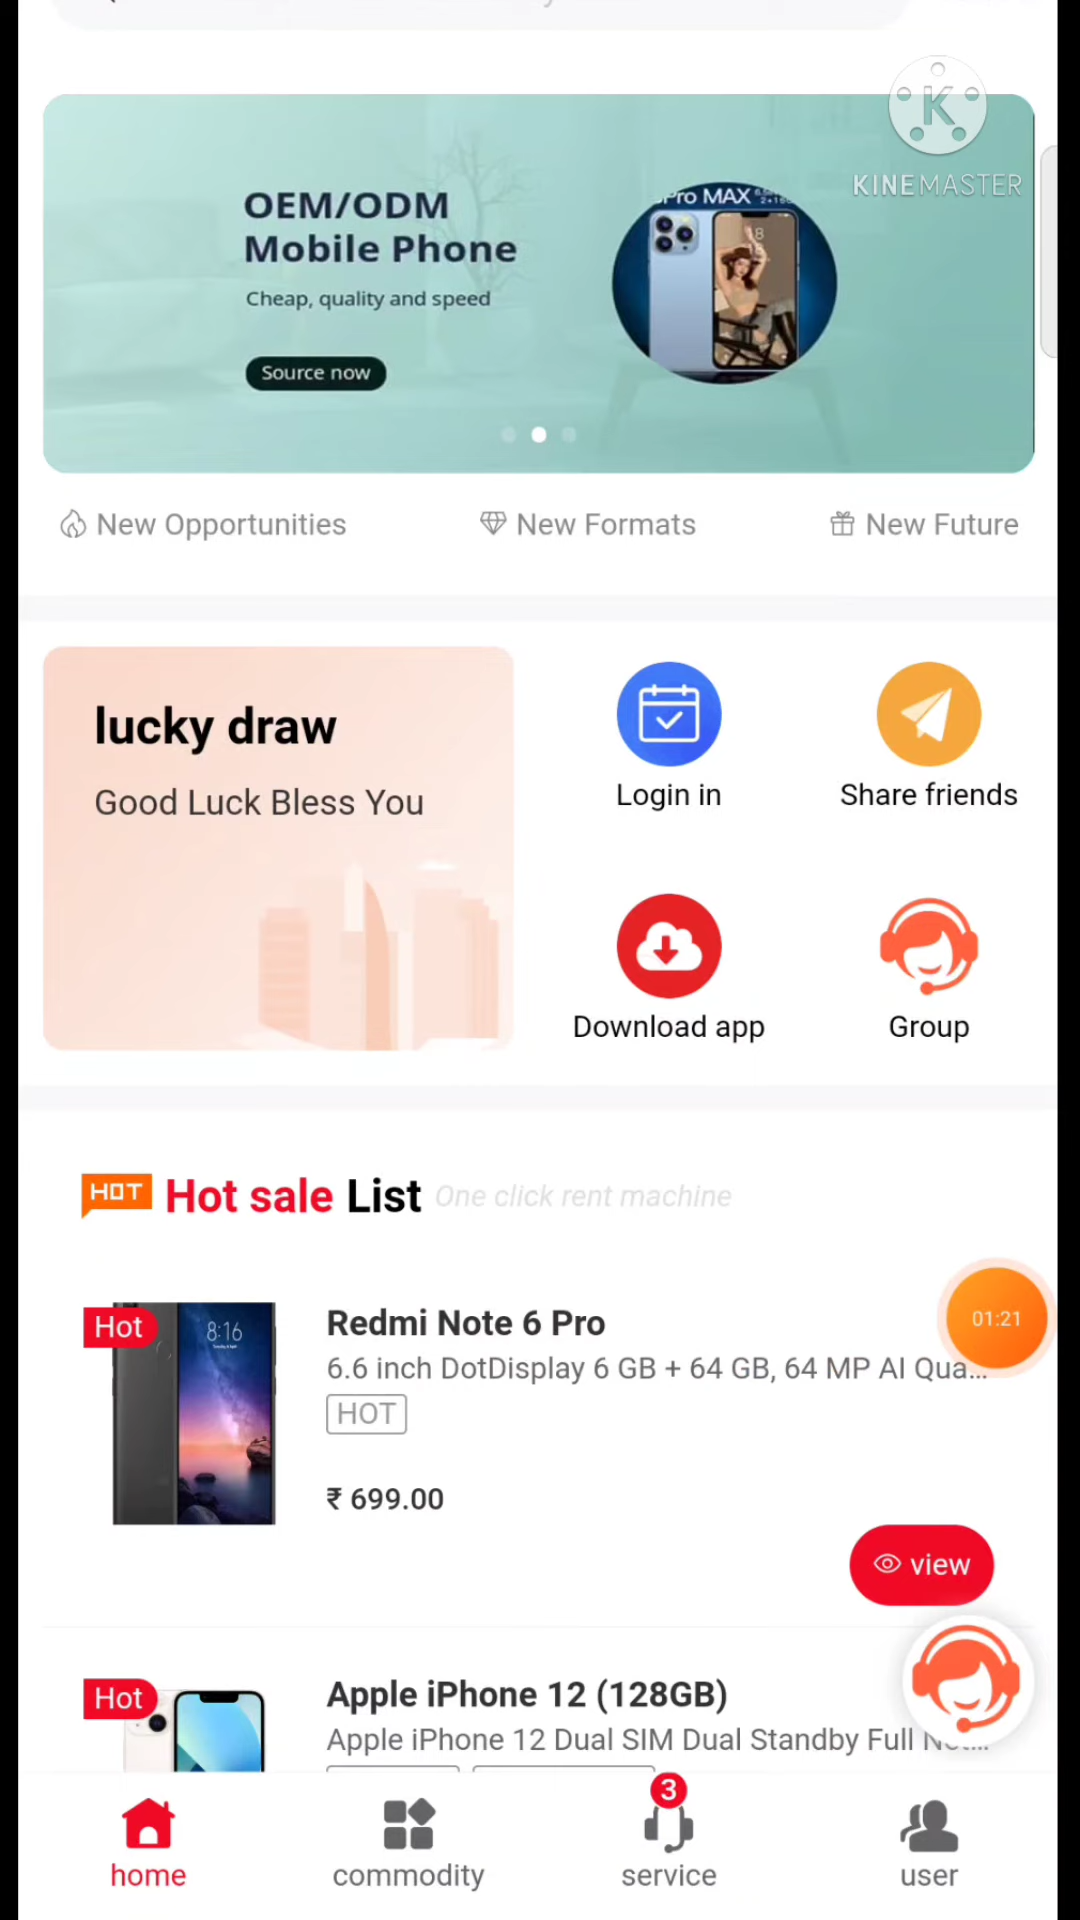 K
KINEMASTER
OEM/ODM
Mobile Phone
Cheap, quality and speed
Source now
Pro MAX
8
New Opportunities
New Formats
New Future
lucky draw
Good Luck Bless You
Login in
Share friends
Download app
Group
HOT
Hot sale List One click rent machine
Hot
8:16
Redmi Note 6 Pro
01:21
6.6 inch DotDisplay 6 GB + 64 GB, 64 MP AI Qua...
HOT
₹ 699.00
view
Hot
Apple iPhone 12 (128GB)
Apple iPhone 12 Dual SIM Dual Standby Full
3
home
commodity
service
user